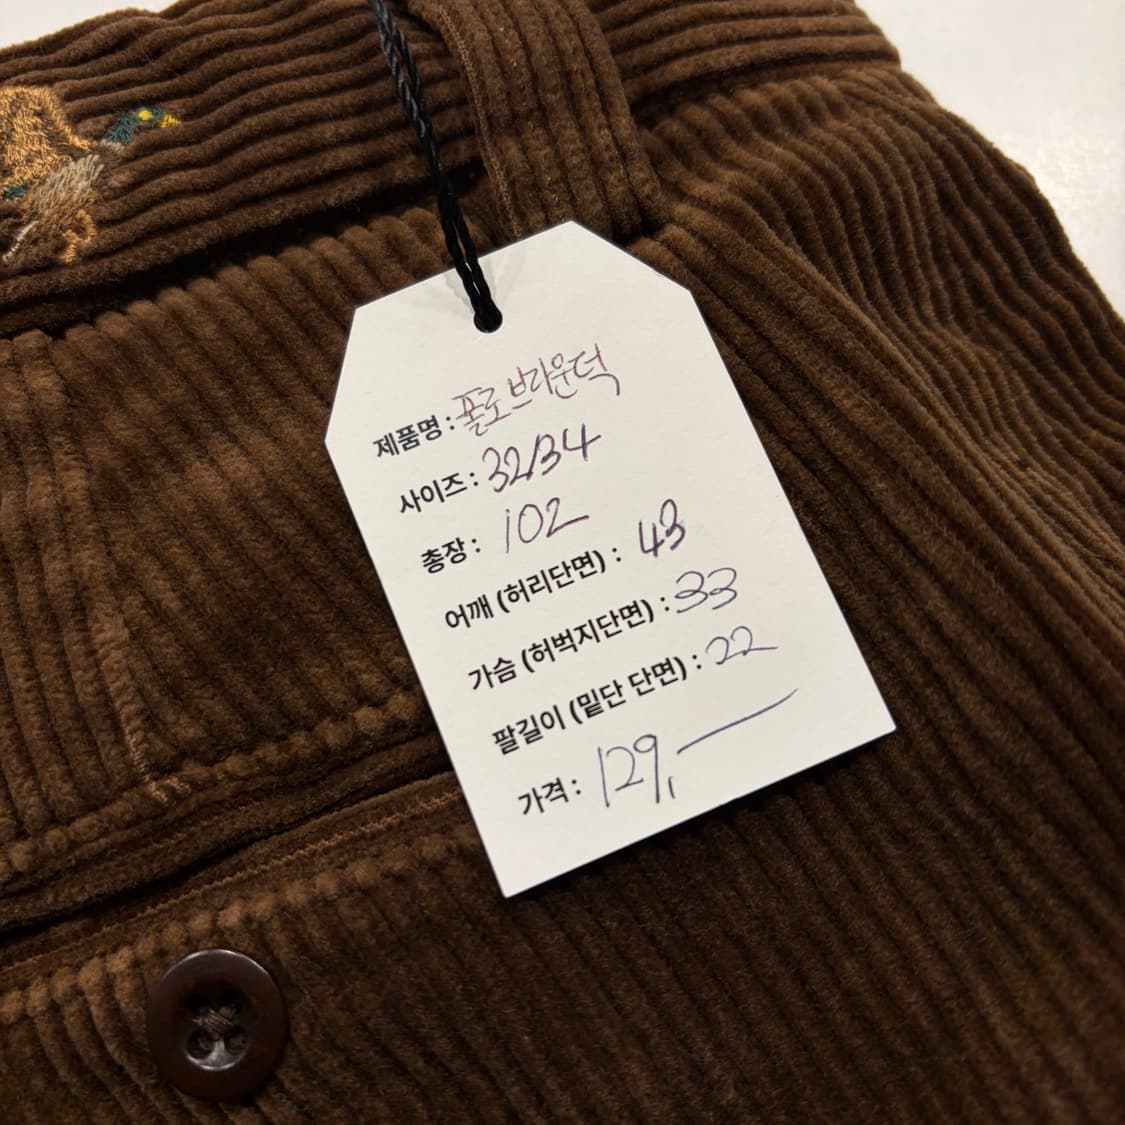 제품명 : 폴로 브라운덕
사이즈 : 32/34
총장 : 102
어깨 (허리단면) : 43
가슴 (허벅지단면) : 33
팔길이 (밑단 단면) : 22
가격 : 129,—